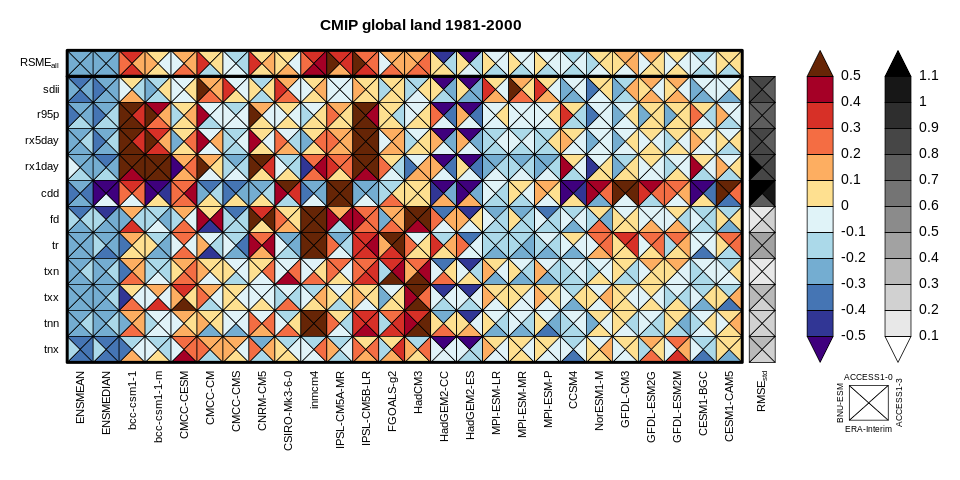 CMIP global land 1981-2000
RSMEall
sdii
r95p
rx5day
rx1day
cdd
fd
tr
txn
txx
tnn
tnx
ENSMEAN
ENSMEDIAN
bcc-csm1-1
bcc-csm1-1-m
CMCC-CESM
CMCC-CM
CMCC-CMS
CNRM-CM5
CSIRO-Mk3-6-0
inmcm4
IPSL-CM5A-MR
IPSL-CM5B-LR
FGOALS-g2
HadCM3
HadGEM2-CC
HadGEM2-ES
MPI-ESM-LR
MPI-ESM-MR
MPI-ESM-P
CCSM4
NorESM1-M
GFDL-CM3
GFDL-ESM2G
GFDL-ESM2M
CESM1-BGC
CESM1-CAM5
RMSEstd
0.5
0.4
0.3
0.2
0.1
0
-0.1
-0.2
-0.3
-0.4
-0.5
1.1
1
0.9
0.8
0.7
0.6
0.5
0.4
0.3
0.2
0.1
ACCESS1-0
BNU-ESM
ACCESS1-3
ERA-Interim